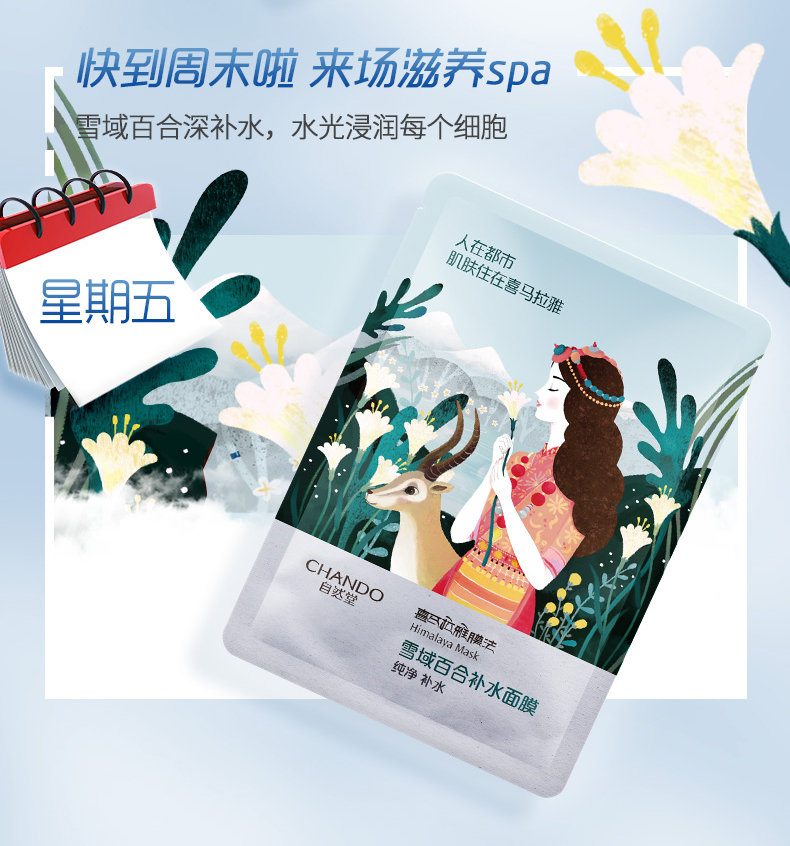 快到周末啦 来场滋养spa
雪域百合深补水，水光浸润每个细胞
星期五
人在都市
肌肤住在喜马拉雅
CHANDO
自然堂
喜马拉雅膜法
Himalaya Mask
雪域百合补水面膜
纯净 补水